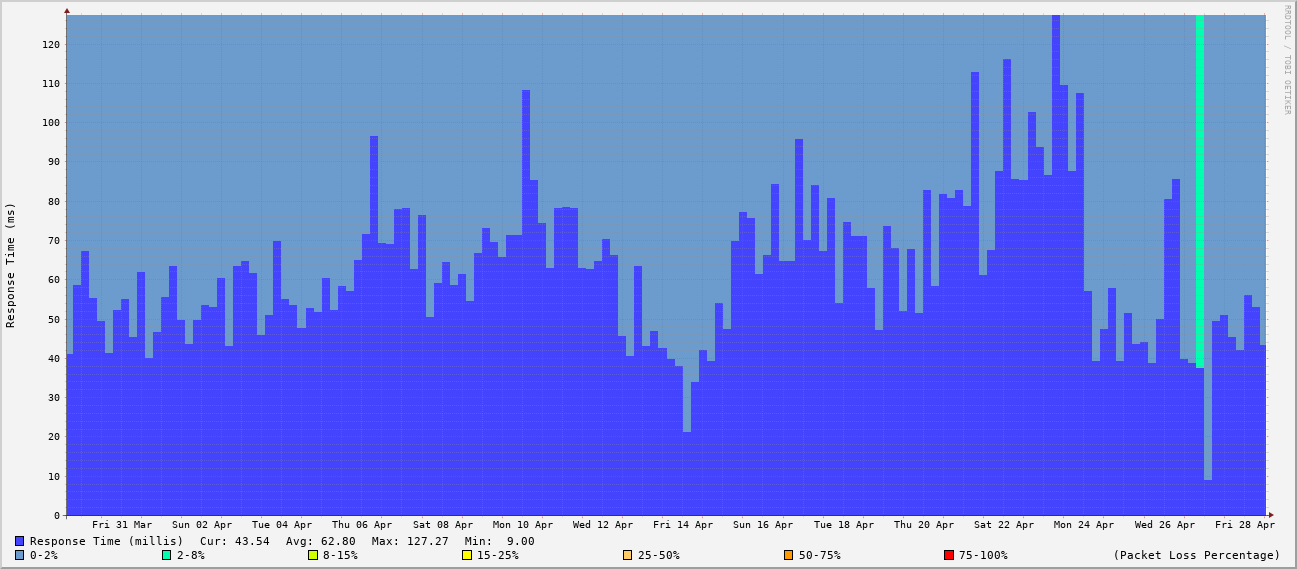 RRDTOOL / TOBI OETIKER
Response Time (ms)
120
110
100
90
80
70
60
50
40
30
20
10
0
Fri 31 Mar Sun 02 Apr Tue 04 Apr Thu 06 Apr Sat 08 Apr Mon 10 Apr Wed 12 Apr Fri 14 Apr Sun 16 Apr Tue 18 Apr Thu 20 Apr Sat 22 Apr Mon 24 Apr Wed 26 Apr Fri 28 Apr
Response Time (millis) Cur: 43.54 Avg: 62.80 Max: 127.27 Min: 9.00
0-2% 2-8% 8-15% 15-25% 25-50% 50-75% 75-100% (Packet Loss Percentage)